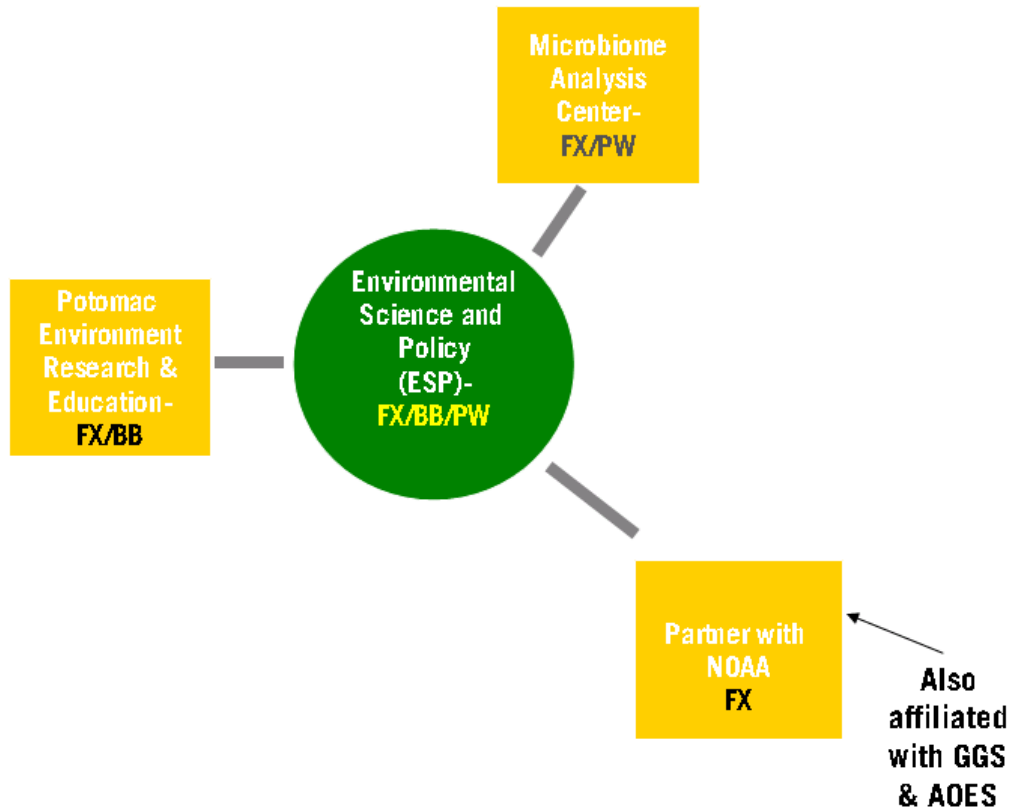 Microbiome
Analysis
Center-
FX/PW
Environmental
Science and
Policy
(ESP)-
FX/BB/PW
Potomac
Environment
Research &
Education-
FX/BB
Partner with
NOAA
FX
Also
affiliated
with GGS
& AOES